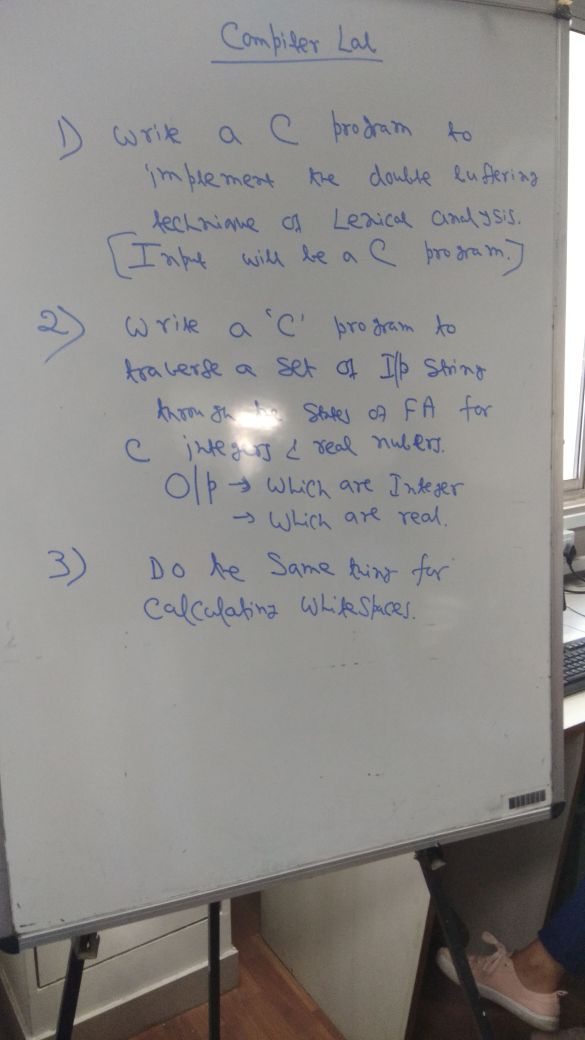 Compiler Lab
1) Write a C program to
implement the double buffering
technique of Lexical analysis.
[Input will be a C program.]
2) Write a 'C' program to
traverse a set of I/p string
through the states of FA for
C integers & real nubers.
O/p → which are Integer
→ which are real.
3) Do the Same thing for
Calculating WhiteSpaces.